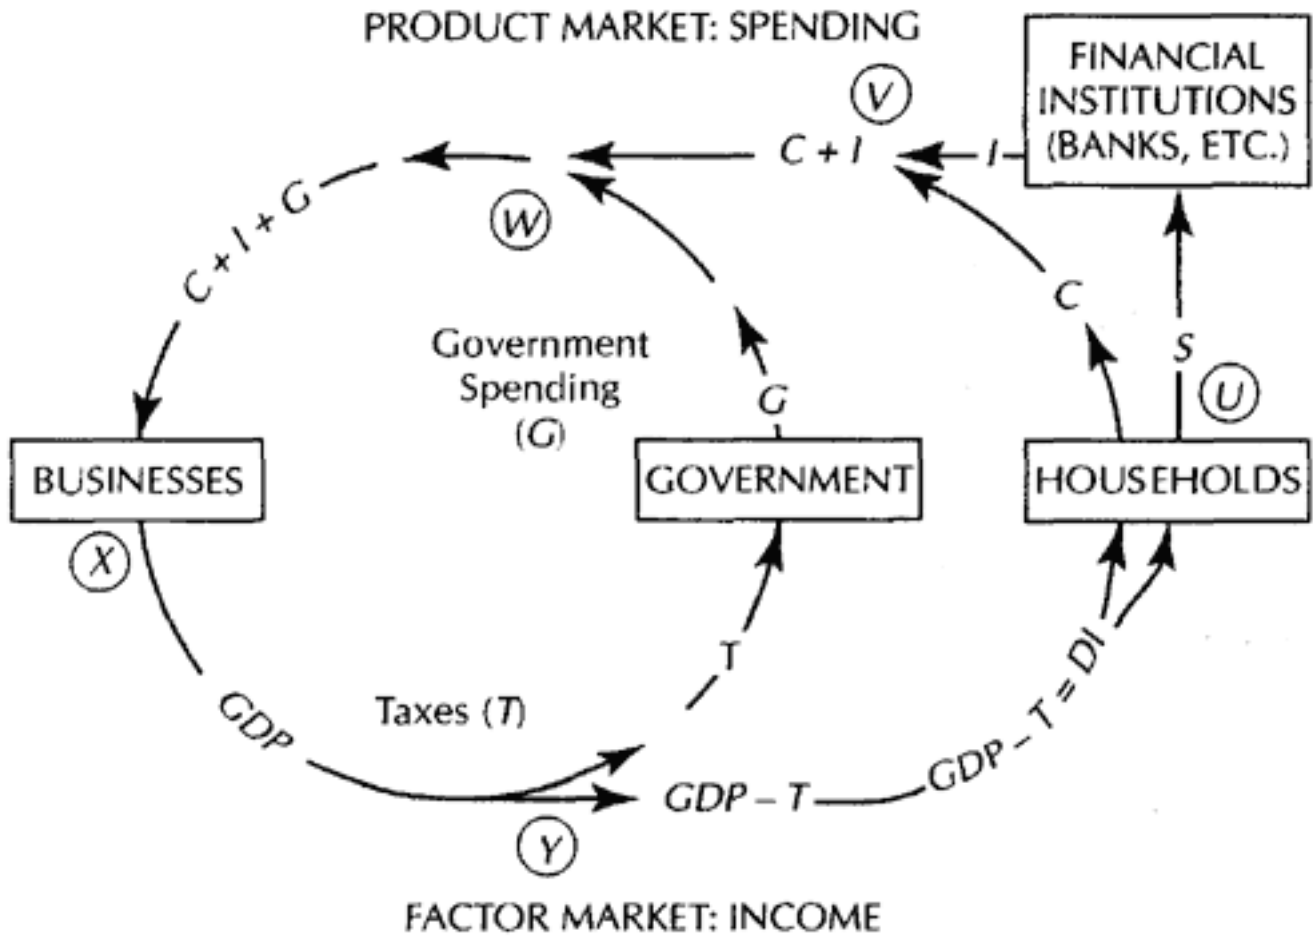 PRODUCT MARKET: SPENDING
FINANCIAL
INSTITUTIONS
(BANKS, ETC.)
V
C + I
I
W
C + I + G
C
S
U
Government
Spending
(G)
G
BUSINESSES
GOVERNMENT
HOUSEHOLDS
X
T
GDP
Taxes (T)
GDP – T = DI
GDP – T
Y
FACTOR MARKET: INCOME